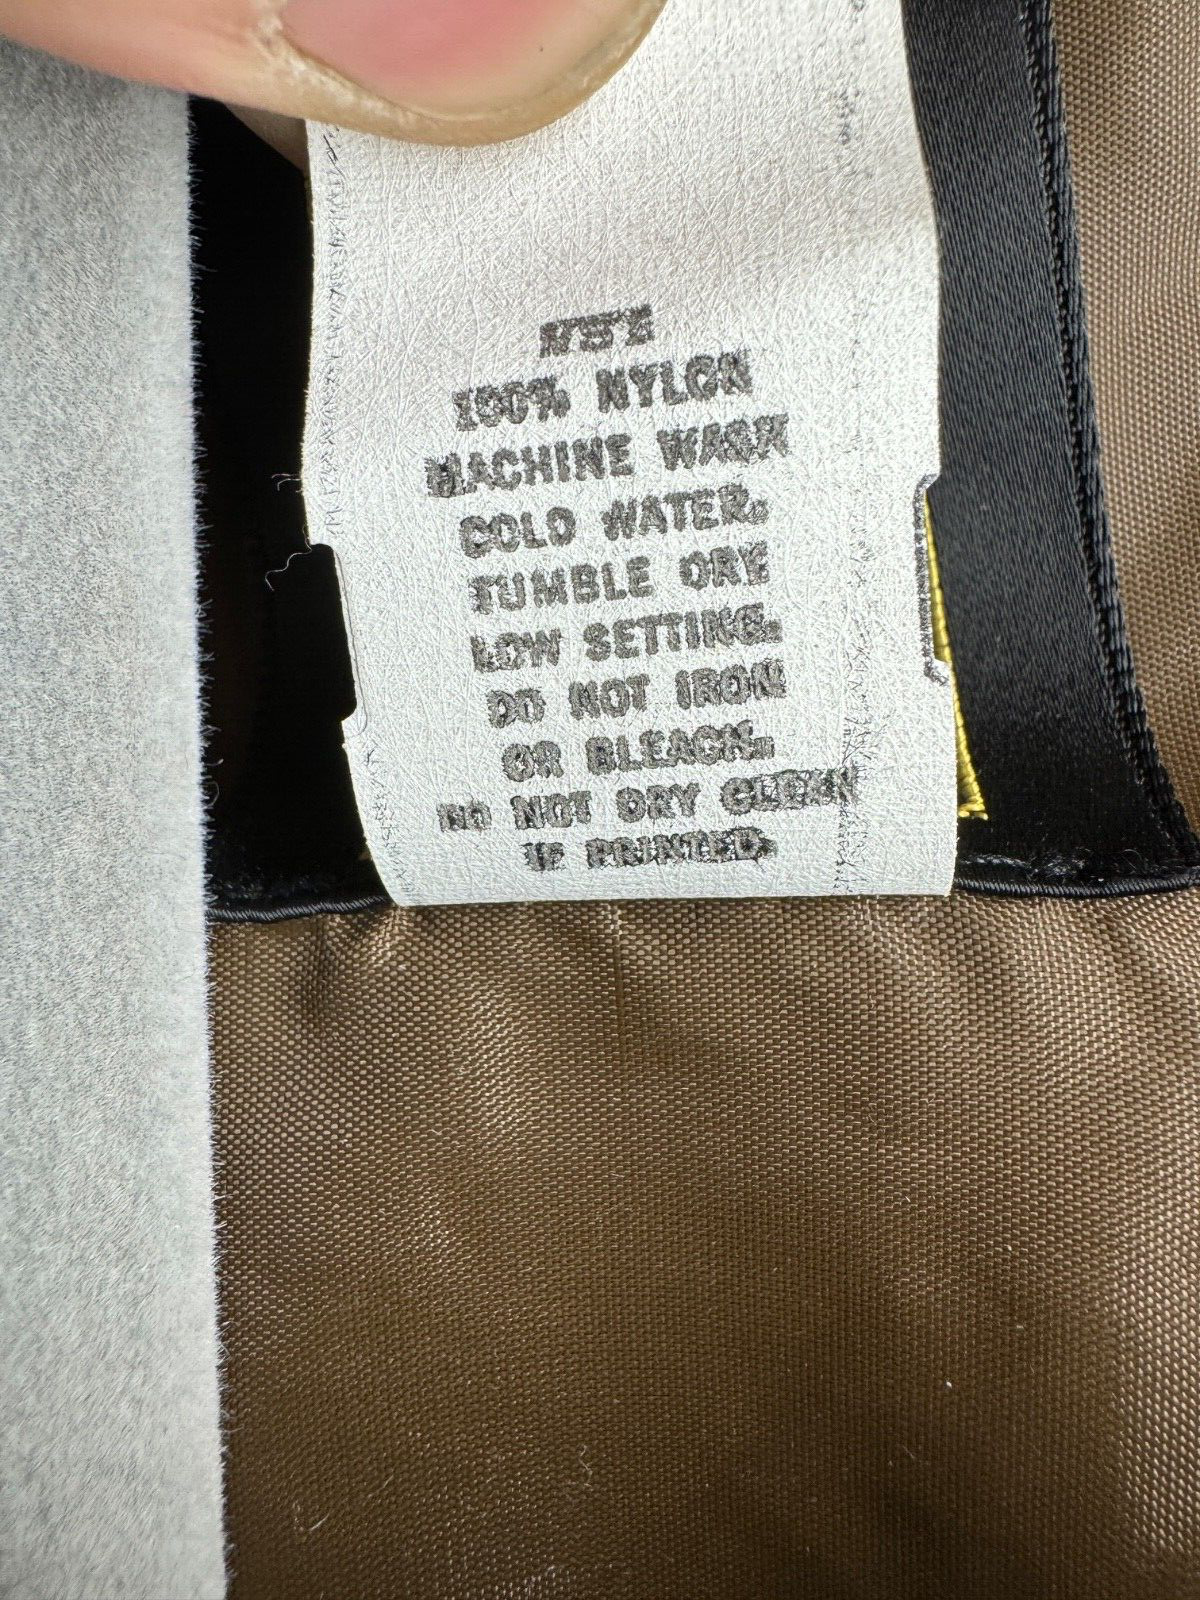 100% NYLON
MACHINE WASH
COLD WATER.
TUMBLE DRY
LOW SETTING.
DO NOT IRON
OR BLEACH.
DO NOT DRY CLEAN
IF PRINTED.